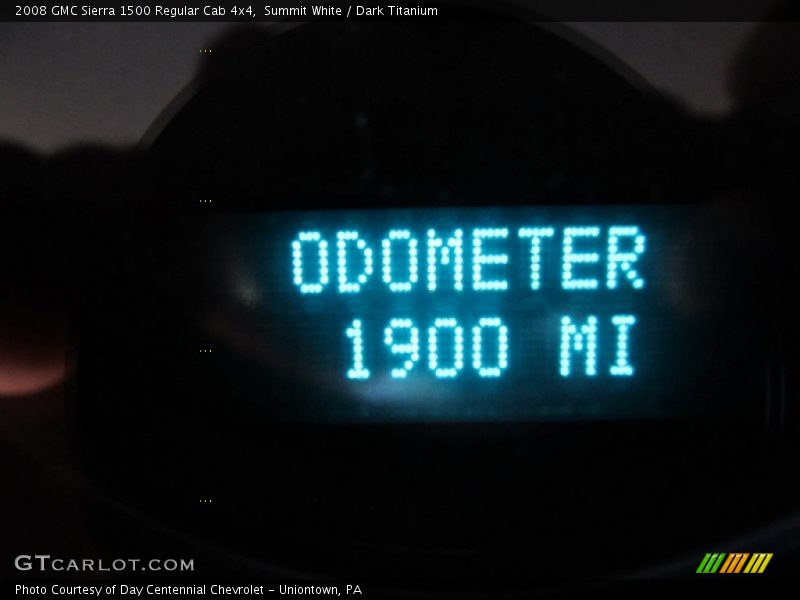 2008 GMC Sierra 1500 Regular Cab 4x4,  Summit White / Dark Titanium
...
...
ODOMETER
1900 MI
...
...
GTCARLOT.COM
Photo Courtesy of Day Centennial Chevrolet - Uniontown, PA